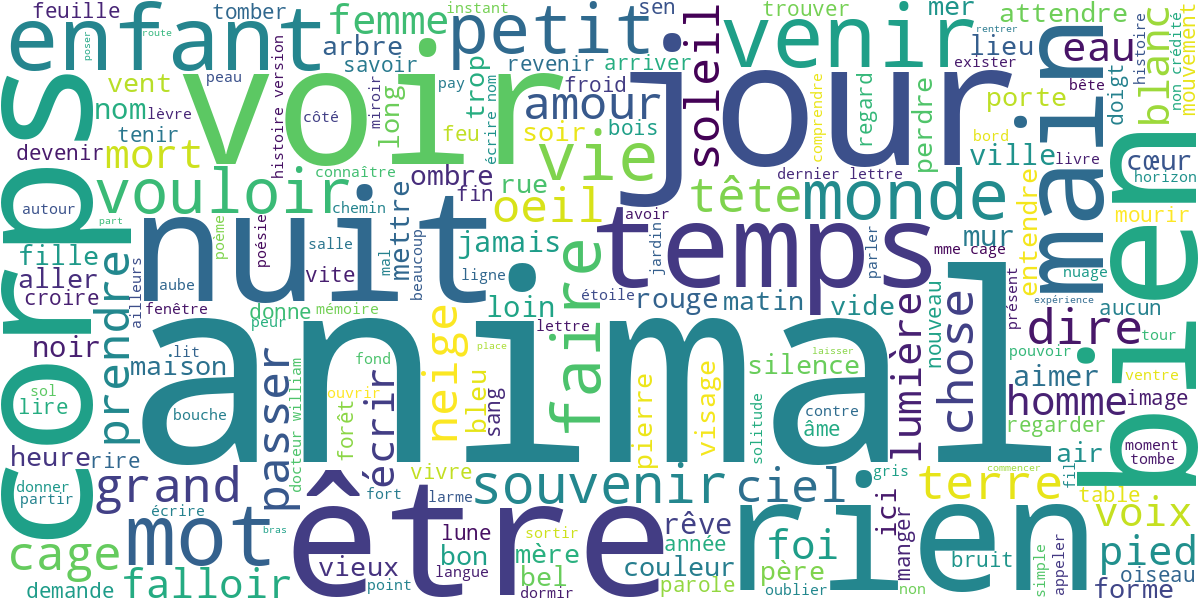 feuille tomber femme instant sen trouver mer attendre
enfant petit venir route rentrer
poser arbre savoir revenir arriver lieu exister eau blanc histoire non crédité mouvement
vent peau voir trop pay froid soleil jour main doigt bête
nom lèvre histoire version côté miroir long amour comprendre regard porte
corps tenir feu écrire nom soir bois perdre bord ville livre cœur
devenir mort connaître vie dernier lettre horizon
vouloir ombre rue tête monde entendre mourir
autour chemin fin oeil avoir
part nuit mettre temps mur bien
fille poème poésie salle jamais jardin parler mme cage nuage
aller ailleurs aube vite mal beaucoup ligne
croire prendre fenêtre loin étoile rouge matin vide lumière nouveau présent expérience aucun
donne mémoire lettre faire dire
noir peur neige chose tour
maison lit fond place silence laisser pouvoir
sol animal aimer ventre
lire bouche docteur william forêt ouvrir écrir bleu sang pierre visage solitude contre âme homme image
passer regarder moment
heure rire tombe
donner grand vivre souvenir ciel gris commencer air fil
partir fort larme terre table
écrire être rien ici voix
mot bras lune sortir rêve
cage bon mère année foi manger bruit simple appeler pied
vieux langue bel couleur père oiseau
demande falloir point dormir parole oublier non forme